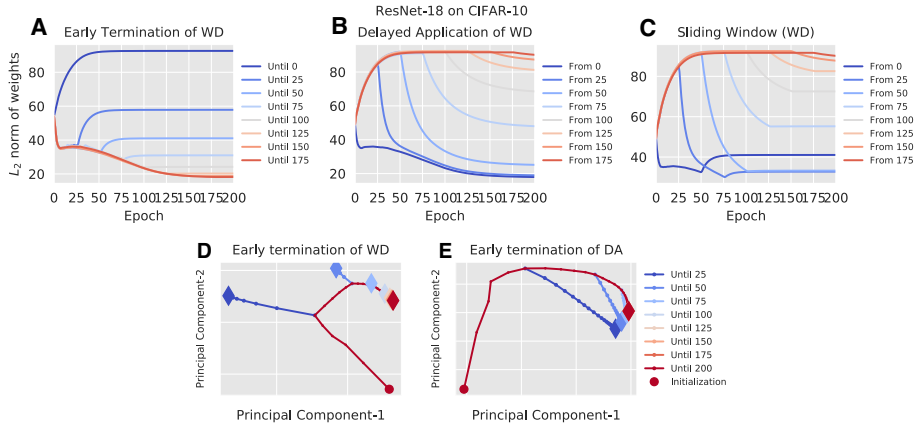 ResNet-18 on CIFAR-10
A
Early Termination of WD
L2 norm of weights
80
60
40
20
0 25 50 75 100 125 150 175 200
Epoch
Until 0
Until 25
Until 50
Until 75
Until 100
Until 125
Until 150
Until 175
B
Delayed Application of WD
80
60
40
20
0 25 50 75 100 125 150 175 200
Epoch
From 0
From 25
From 50
From 75
From 100
From 125
From 150
From 175
C
Sliding Window (WD)
80
60
40
0 25 50 75 100 125 150 175 200
Epoch
From 0
From 25
From 50
From 75
From 100
From 125
From 150
From 175
D
Early termination of WD
Principal Component-2
Principal Component-1
E
Early termination of DA
Principal Component-2
Principal Component-1
Until 25
Until 50
Until 75
Until 100
Until 125
Until 150
Until 175
Until 200
Initialization